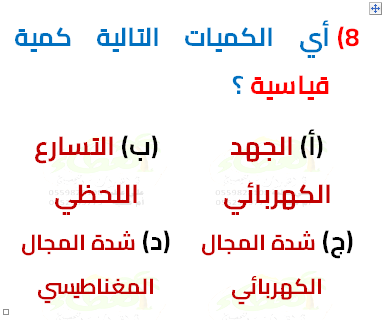 8) أي الكميات التالية كمية
قياسية ؟
(أ) الجهد
الكهربائي
(ب) التسارع
اللحظي
(ج) شدة المجال
الكهربائي
(د) شدة المجال
المغناطيسي